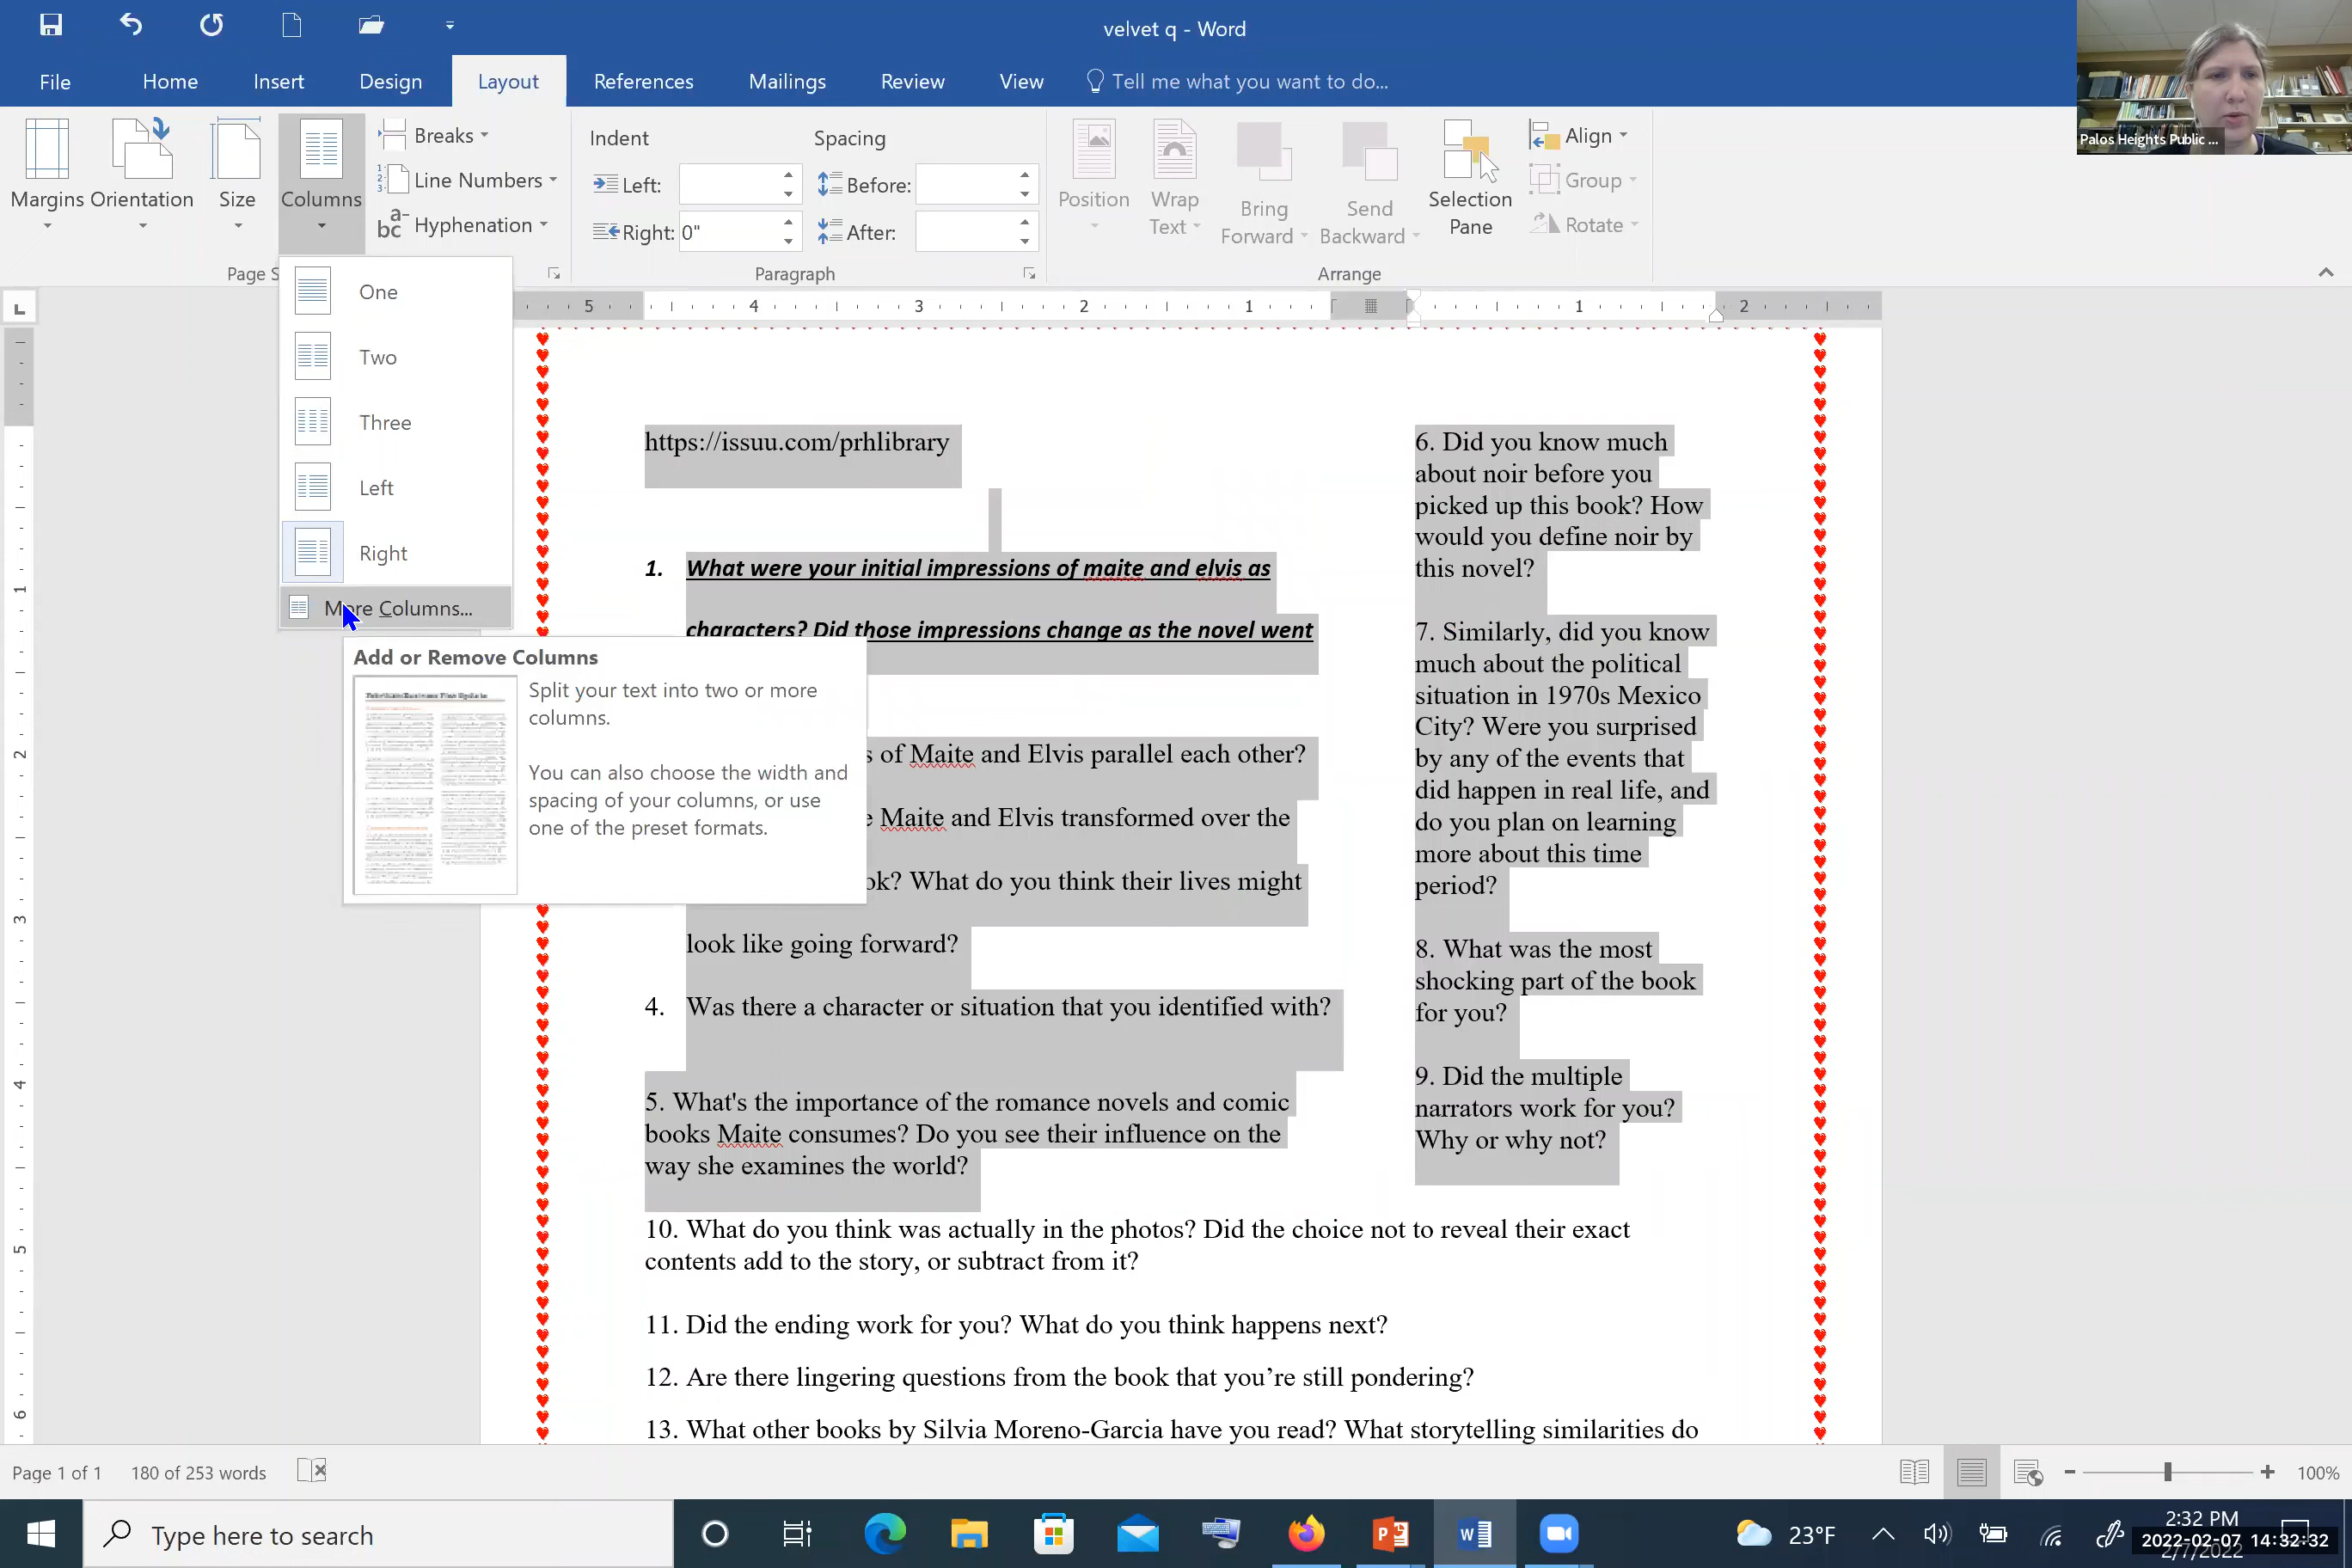 velvet q - Word
File Home Insert Design Layout References Mailings Review View Tell me what you want to do...
Palos Heights Public ...
Margins Orientation Size Columns
Breaks
Line Numbers
Hyphenation
Indent Spacing
Left: Before:
Right: 0" After:
Position Wrap Text Bring Forward Send Backward Selection Pane
Align
Group
Rotate
Page S Paragraph Arrange
One
Two
Three
Left
Right
More Columns...
Add or Remove Columns
Split your text into two or more
columns.
You can also choose the width and
spacing of your columns, or use
one of the preset formats.
5 4 3 2 1 1 2
1
2
3
4
5
6
https://issuu.com/prhlibrary
1. What were your initial impressions of maite and elvis as
characters? Did those impressions change as the novel went
s of Maite and Elvis parallel each other?
e Maite and Elvis transformed over the
ok? What do you think their lives might
look like going forward?
4. Was there a character or situation that you identified with?
5. What's the importance of the romance novels and comic
books Maite consumes? Do you see their influence on the
way she examines the world?
6. Did you know much
about noir before you
picked up this book? How
would you define noir by
this novel?
7. Similarly, did you know
much about the political
situation in 1970s Mexico
City? Were you surprised
by any of the events that
did happen in real life, and
do you plan on learning
more about this time
period?
8. What was the most
shocking part of the book
for you?
9. Did the multiple
narrators work for you?
Why or why not?
10. What do you think was actually in the photos? Did the choice not to reveal their exact
contents add to the story, or subtract from it?
11. Did the ending work for you? What do you think happens next?
12. Are there lingering questions from the book that you’re still pondering?
13. What other books by Silvia Moreno-Garcia have you read? What storytelling similarities do
Page 1 of 1 180 of 253 words
100%
Type here to search
23°F
2:32 PM
2022-02-07 14:32:32
2/7/2022